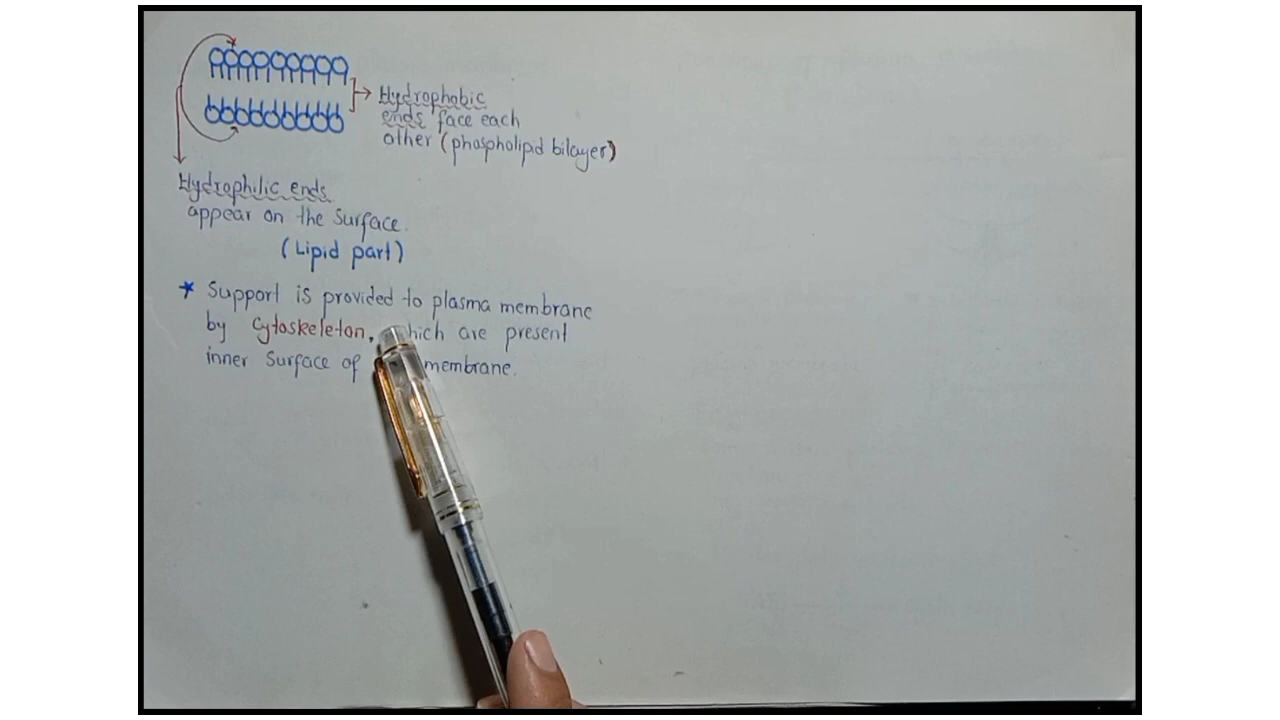 Hydrophobic
ends face each
other (phospholipid bilayer)
Hydrophilic ends
appear on the Surface.
(Lipid part)
* Support is provided to plasma membrane
by Cytoskeleton, which are present
inner Surface of membrane.